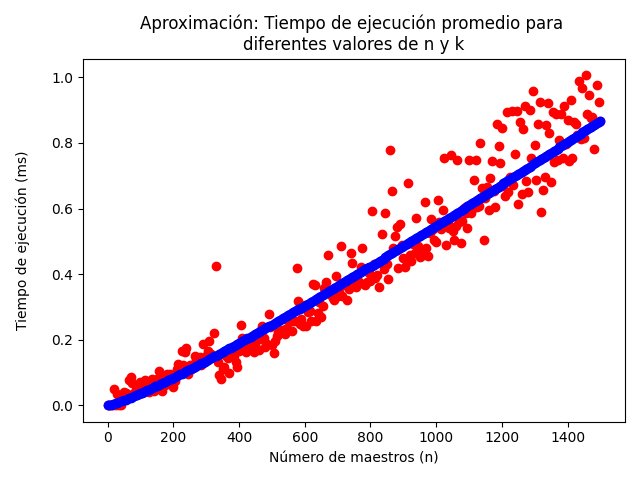 Aproximación: Tiempo de ejecución promedio para
diferentes valores de n y k
Tiempo de ejecución (ms)
1.0
0.8
0.6
0.4
0.2
0.0
0 200 400 600 800 1000 1200 1400
Número de maestros (n)